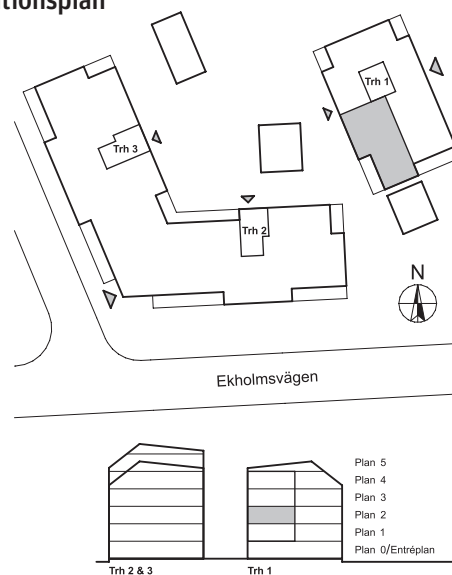 Trh 1
Trh 3
Trh 2
N
Ekholmsvägen
Plan 5
Plan 4
Plan 3
Plan 2
Plan 1
Plan 0/Entréplan
Trh 2 & 3
Trh 1